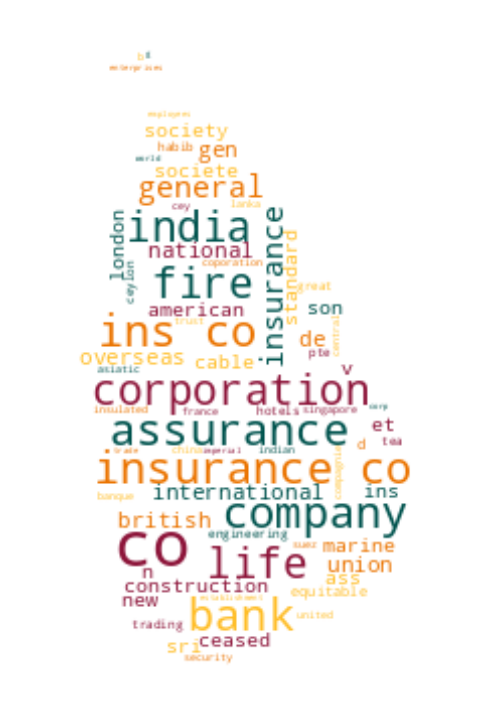 b g
enterprises
employees
society
habib gen
world
societe
general
cey lanka
london
india
insurance
national
standard
ceylon
coporation
fire
great
american
son
trust
central
ins co
de
pte
overseas cable
asiatic
v
corporation
insulated france hotels singapore corp
assurance
et
d tea
trade china imperial indian
compagnie
insurance co
banque international ins
british company
engineering
co life
suez marine
union
n
ass
construction
equitable
new
establishment
bank
united
trading
ceased
sri
security